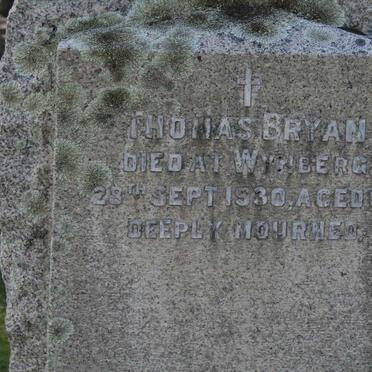 THOMAS BRYAN
DIED AT WYNBERG
28TH SEPT 1930, AGED
DEEPLY MOURNED